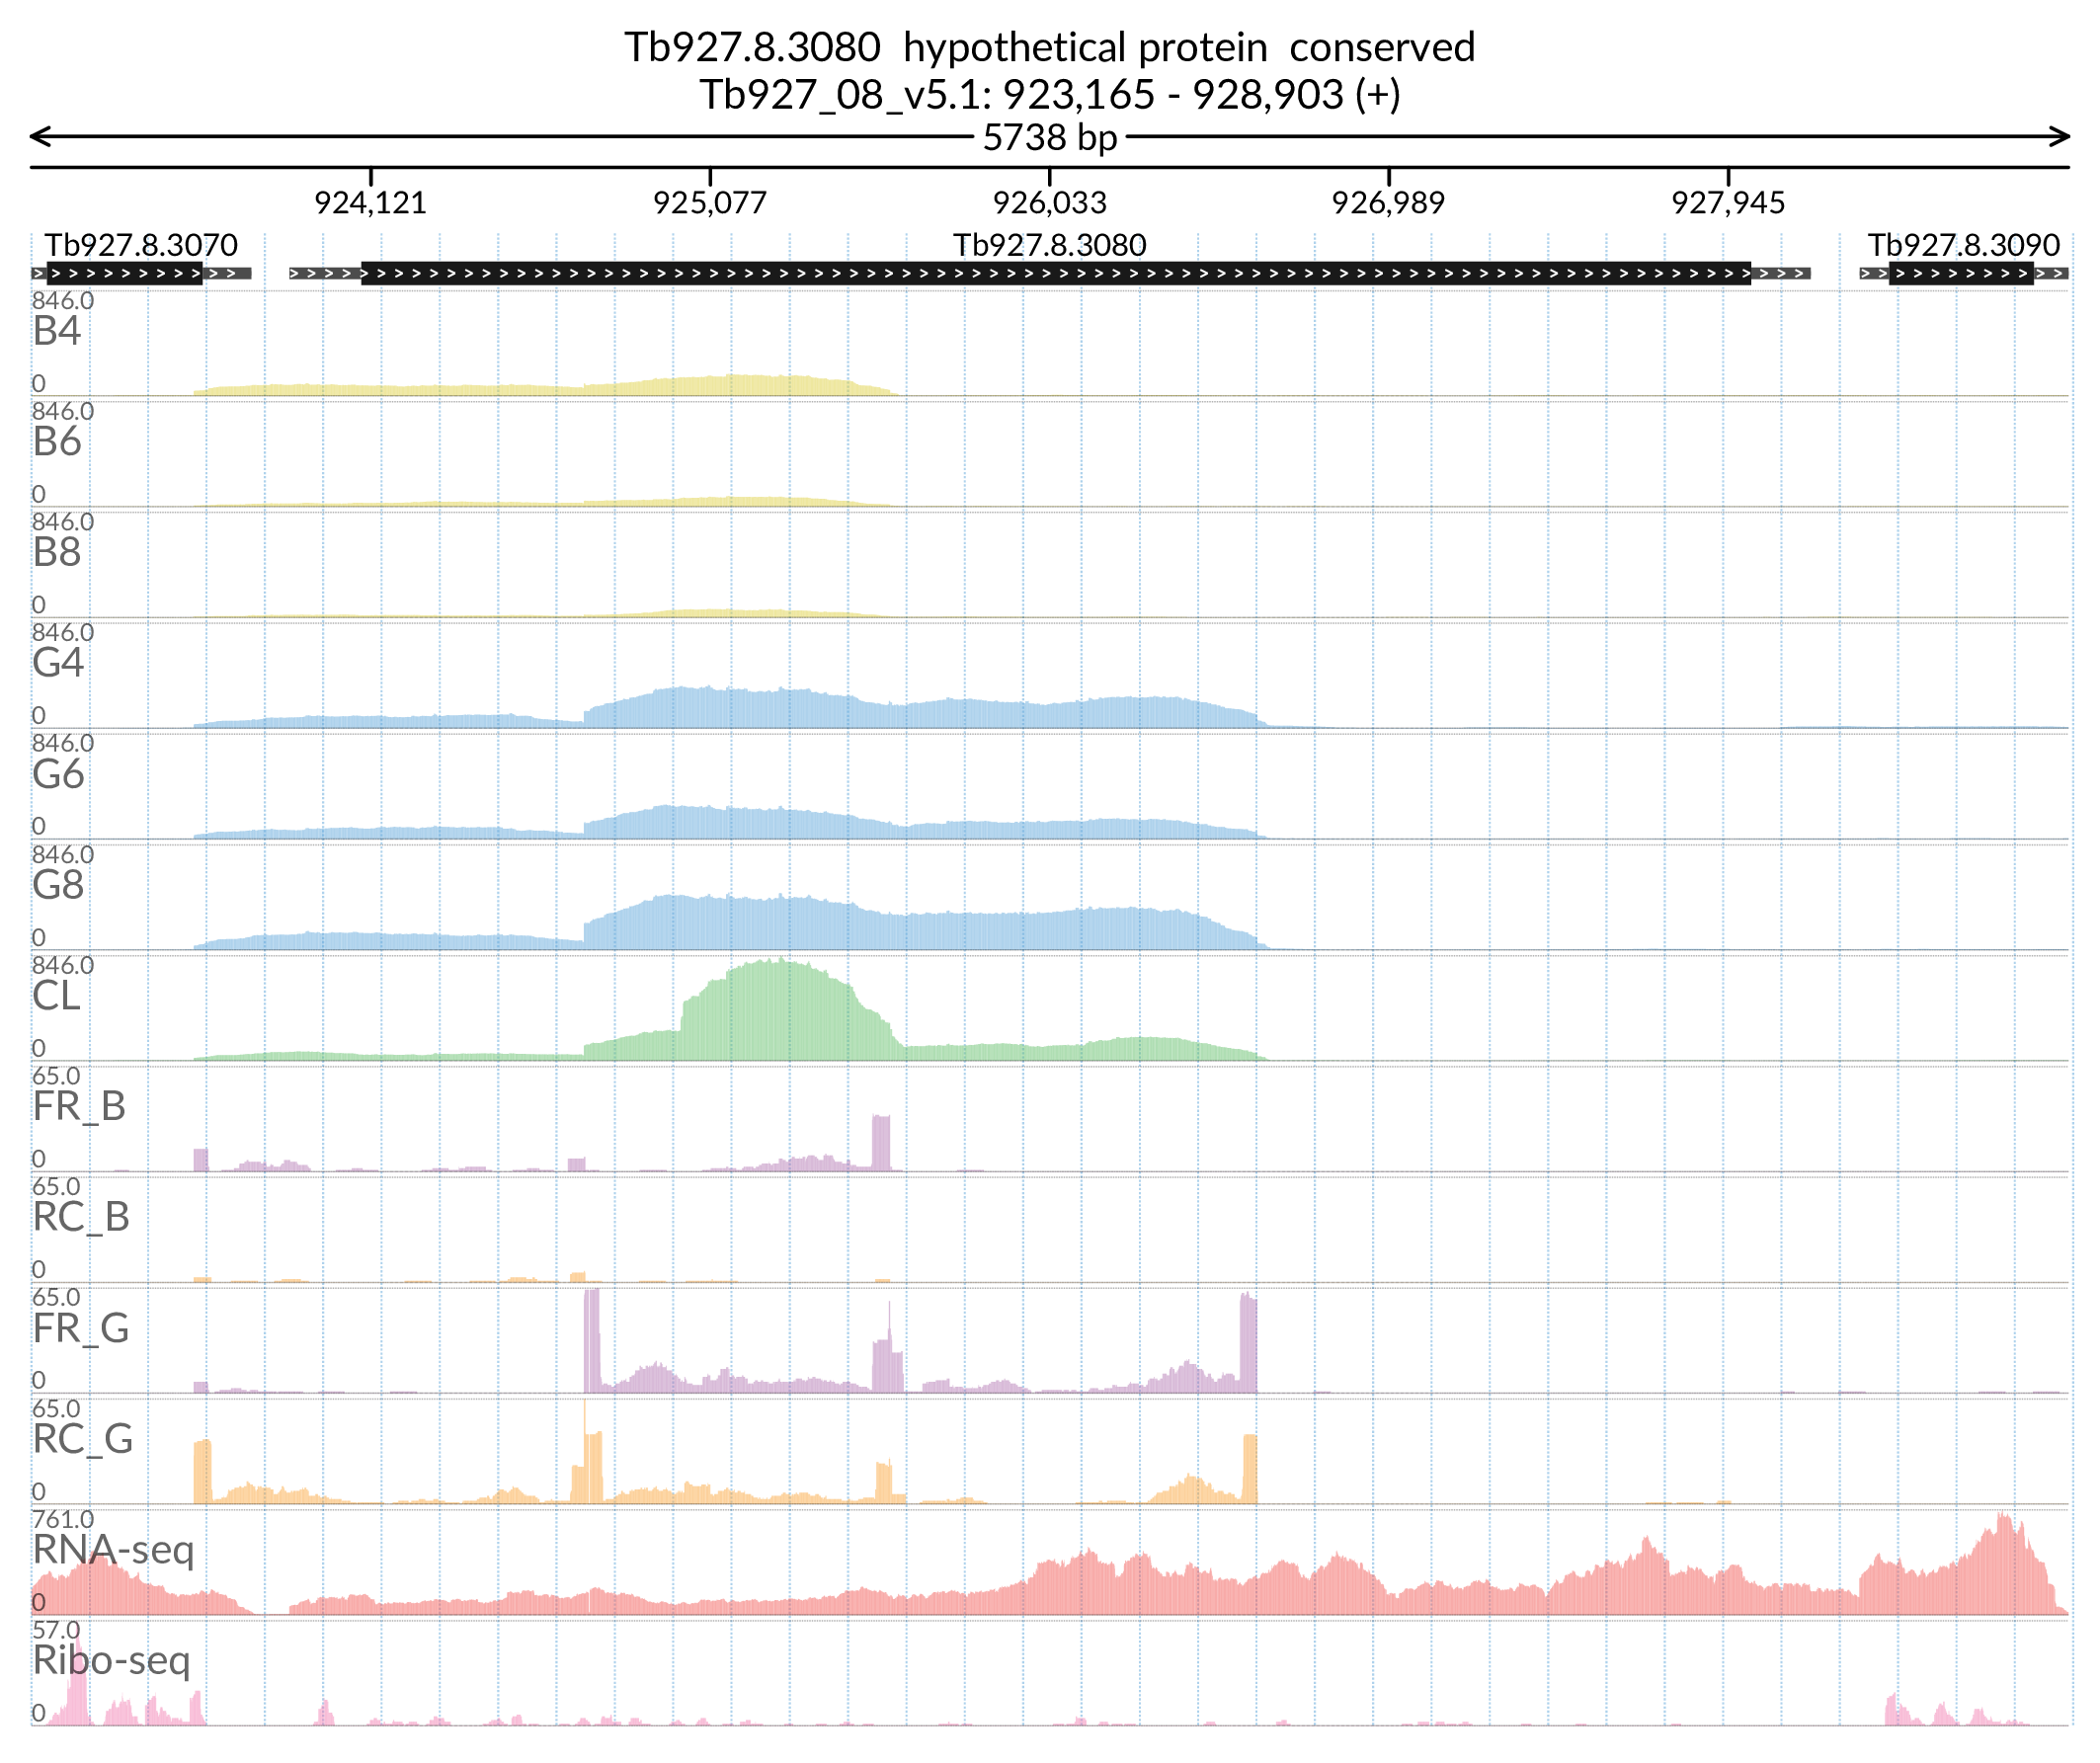 Tb927.8.3080 hypothetical protein conserved
Tb927_08_v5.1: 923,165 - 928,903 (+)
5738 bp
924,121 925,077 926,033 926,989 927,945
Tb927.8.3070 Tb927.8.3080 Tb927.8.3090
846.0
B4
0
846.0
B6
0
846.0
B8
0
846.0
G4
0
846.0
G6
0
846.0
G8
0
846.0
CL
0
65.0
FR_B
0
65.0
RC_B
0
65.0
FR_G
0
65.0
RC_G
0
761.0
RNA-seq
0
57.0
Ribo-seq
0